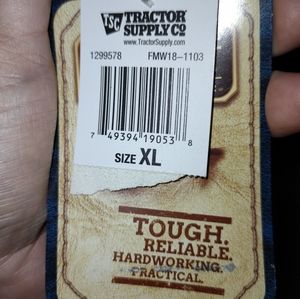 TSC TRACTOR
SUPPLY CO
www.TractorSupply.com
1299578 FMW18-1103
7 49394 19053 8
SIZE XL
TOUGH.
RELIABLE.
HARDWORKING.
PRACTICAL.